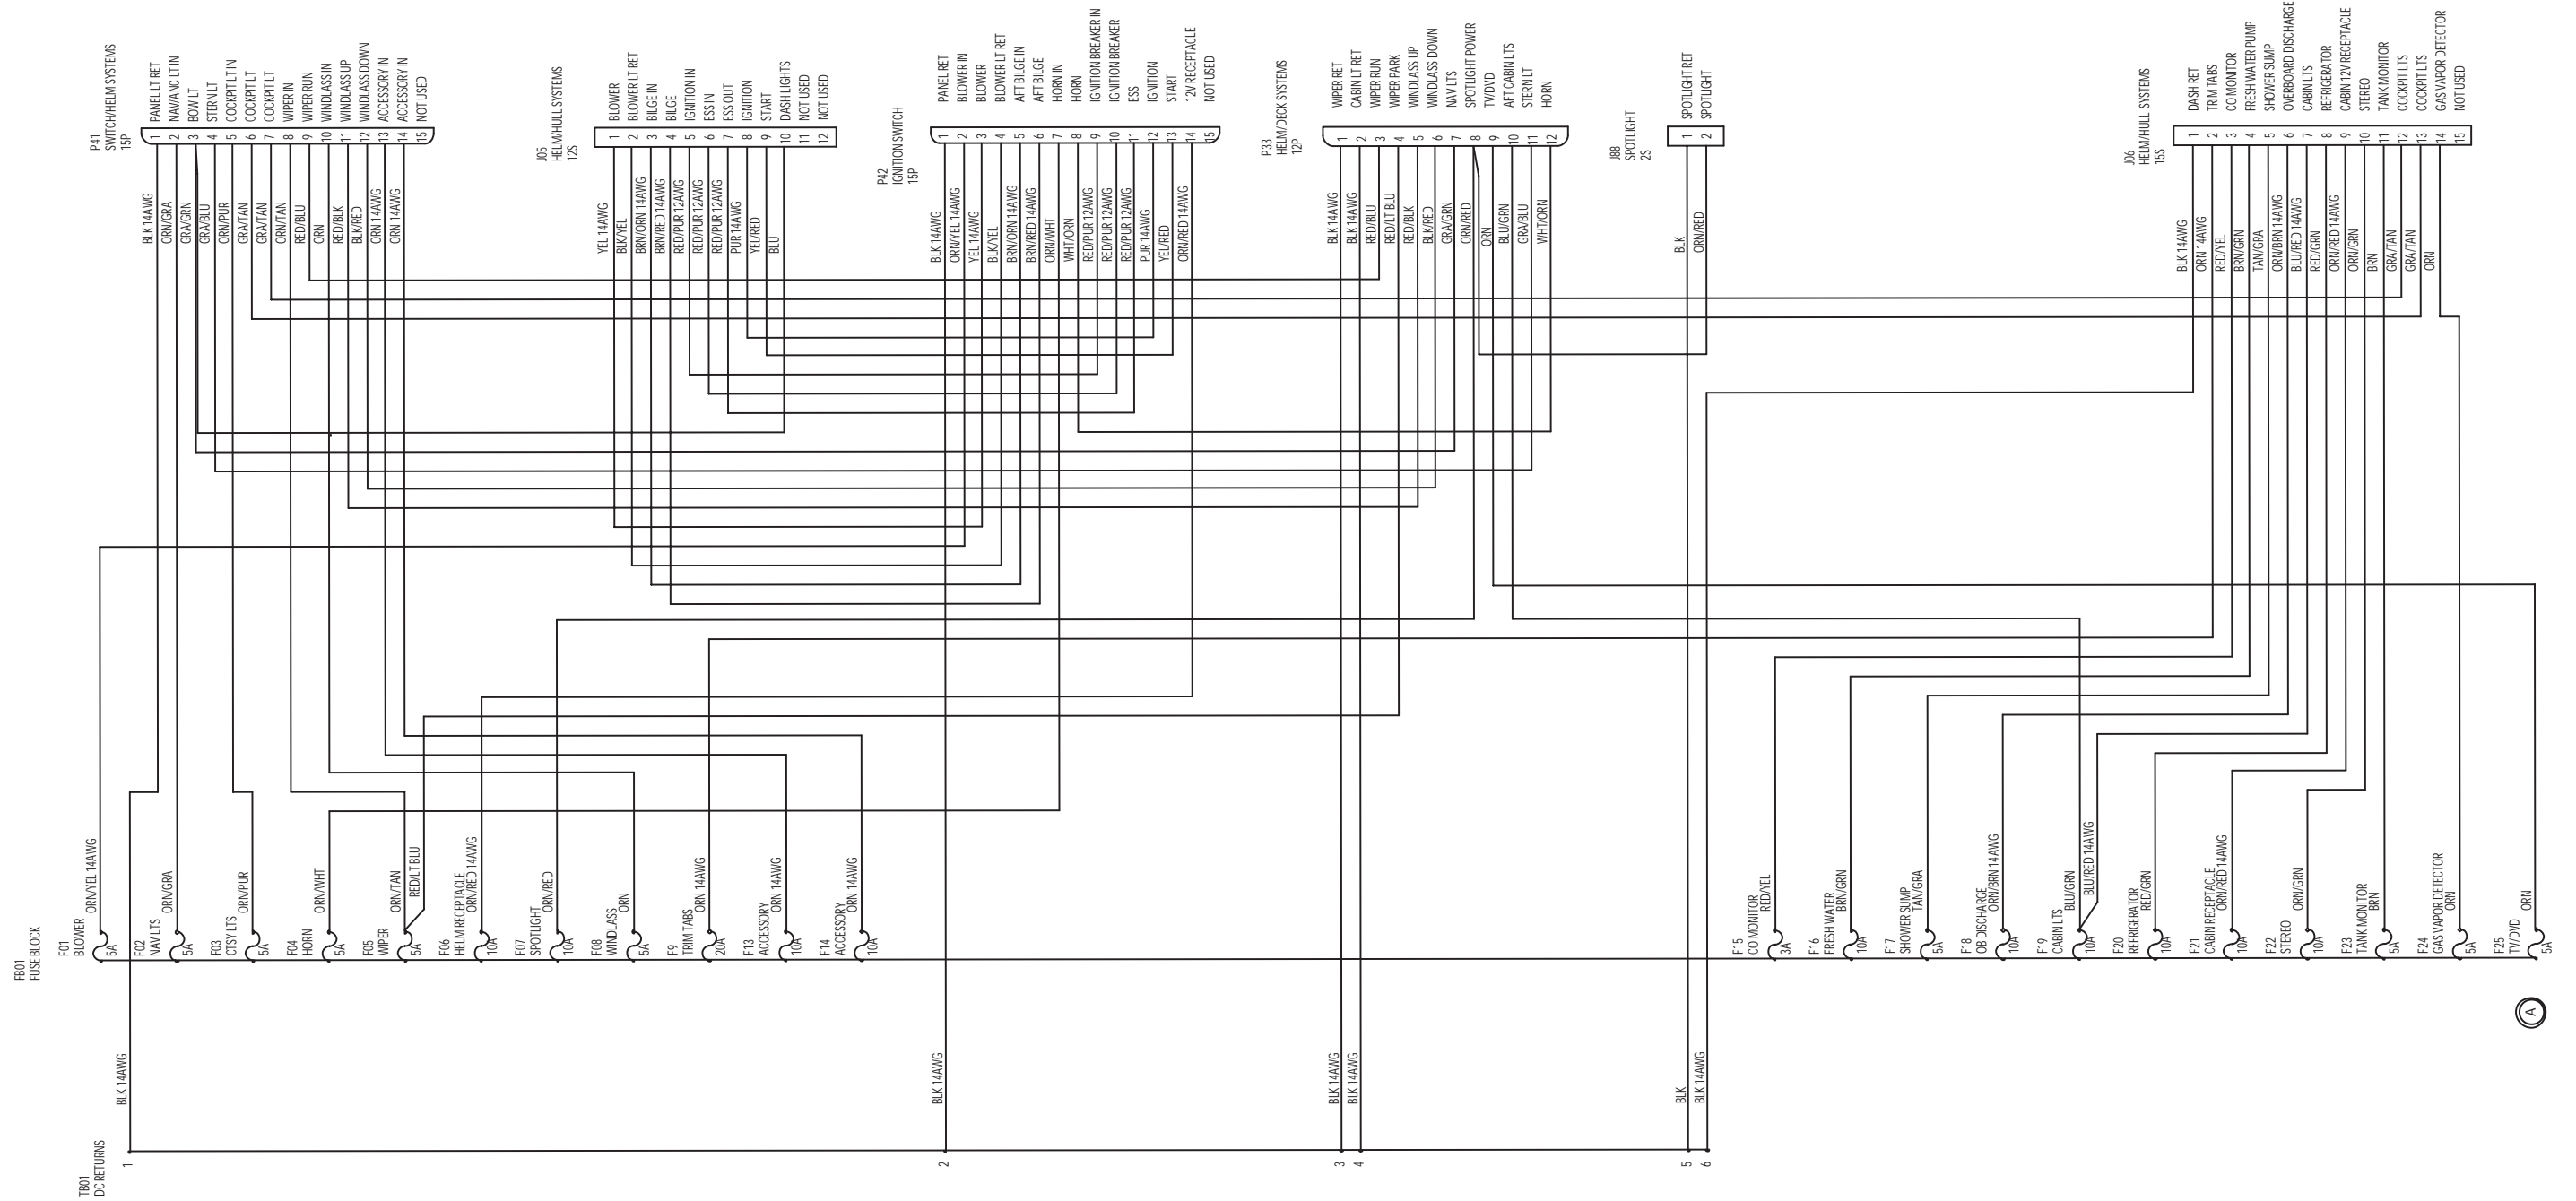 P41
SWITCH/HELM SYSTEMS
15P
1 PANEL LT RET
2 NAV/ANC LT IN
3 BOW LT
4 STERN LT
5 COCKPIT LT IN
6 COCKPIT LT
7 COCKPIT LT
8 WIPER IN
9 WIPER RUN
10 WINDLASS IN
11 WINDLASS UP
12 WINDLASS DOWN
13 ACCESSORY IN
14 ACCESSORY IN
15 NOT USED
BLK 14AWG
ORN/GRA
GRA/GRN
GRA/BLU
ORN/PUR
GRA/TAN
GRA/TAN
ORN/TAN
RED/BLU
ORN
RED/BLK
BLK/RED
ORN 14AWG
ORN 14AWG
J05
HELM/HULL SYSTEMS
12S
1 BLOWER
2 BLOWER LT RET
3 BILGE IN
4 BILGE
5 IGNITION IN
6 ESS IN
7 ESS OUT
8 IGNITION
9 START
10 DASH LIGHTS
11 NOT USED
12 NOT USED
YEL 14AWG
BLK/YEL
BRN/ORN 14AWG
BRN/RED 14AWG
RED/PUR 12AWG
RED/PUR 12AWG
RED/PUR 12AWG
PUR 14AWG
YEL/RED
BLU
P42
IGNITION SWITCH
15P
1 PANEL RET
2 BLOWER IN
3 BLOWER
4 BLOWER LT RET
5 AFT BILGE IN
6 AFT BILGE
7 HORN IN
8 HORN
9 IGNITION BREAKER IN
10 IGNITION BREAKER
11 ESS
12 IGNITION
13 START
14 12V RECEPTACLE
15 NOT USED
BLK 14AWG
ORN/YEL 14AWG
YEL 14AWG
BLK/YEL
BRN/ORN 14AWG
BRN/RED 14AWG
ORN/WHT
WHT/ORN
RED/PUR 12AWG
RED/PUR 12AWG
RED/PUR 12AWG
PUR 14AWG
YEL/RED
ORN/RED 14AWG
P33
HELM/DECK SYSTEMS
12P
1 WIPER RET
2 CABIN LT RET
3 WIPER RUN
4 WIPER PARK
5 WINDLASS UP
6 WINDLASS DOWN
7 NAV LTS
8 SPOTLIGHT POWER
9 TV/DVD
10 AFT CABIN LTS
11 STERN LT
12 HORN
BLK 14AWG
BLK 14AWG
RED/BLU
RED/LT BLU
RED/BLK
BLK/RED
GRA/GRN
ORN/RED
ORN
BLU/GRN
GRA/BLU
WHT/ORN
J88
SPOTLIGHT
2S
1 SPOTLIGHT RET
2 SPOTLIGHT
BLK
ORN/RED
J06
HELM/HULL SYSTEMS
15S
1 DASH RET
2 TRIM TABS
3 CO MONITOR
4 FRESH WATER PUMP
5 SHOWER SUMP
6 OVERBOARD DISCHARGE
7 CABIN LTS
8 REFRIGERATOR
9 CABIN 12V RECEPTACLE
10 STEREO
11 TANK MONITOR
12 COCKPIT LTS
13 COCKPIT LTS
14 GAS VAPOR DETECTOR
15 NOT USED
BLK 14AWG
ORN 14AWG
RED/YEL
BRN/GRN
TAN/GRA
ORN/BRN 14AWG
BLU/RED 14AWG
RED/GRN
ORN/RED 14AWG
ORN/GRN
BRN
GRA/TAN
GRA/TAN
ORN
FB01
FUSE BLOCK
F01
BLOWER
5A
ORN/YEL 14AWG
F02
NAV LTS
5A
ORN/GRA
F03
CTSY LTS
5A
ORN/PUR
F04
HORN
5A
ORN/WHT
F05
WIPER
5A
ORN/TAN
RED/LT BLU
F06
HELM RECEPTACLE
10A
ORN/RED 14AWG
F07
SPOTLIGHT
10A
ORN/RED
F08
WINDLASS
5A
ORN
F9
TRIM TABS
20A
ORN 14AWG
F13
ACCESSORY
10A
ORN 14AWG
F14
ACCESSORY
10A
ORN 14AWG
F15
CO MONITOR
3A
RED/YEL
F16
FRESH WATER
10A
BRN/GRN
F17
SHOWER SUMP
5A
TAN/GRA
F18
OB DISCHARGE
10A
ORN/BRN 14AWG
F19
CABIN LTS
10A
BLU/GRN
BLU/RED 14AWG
F20
REFRIGERATOR
10A
RED/GRN
F21
CABIN RECEPTACLE
10A
ORN/RED 14AWG
F22
STEREO
10A
ORN/GRN
F23
TANK MONITOR
5A
BRN
F24
GAS VAPOR DETECTOR
5A
ORN
F25
TV/DVD
5A
ORN
A
BLK 14AWG
BLK 14AWG
BLK 14AWG
BLK 14AWG
BLK
BLK 14AWG
TB01
DC RETURNS
1
2
3
4
5
6